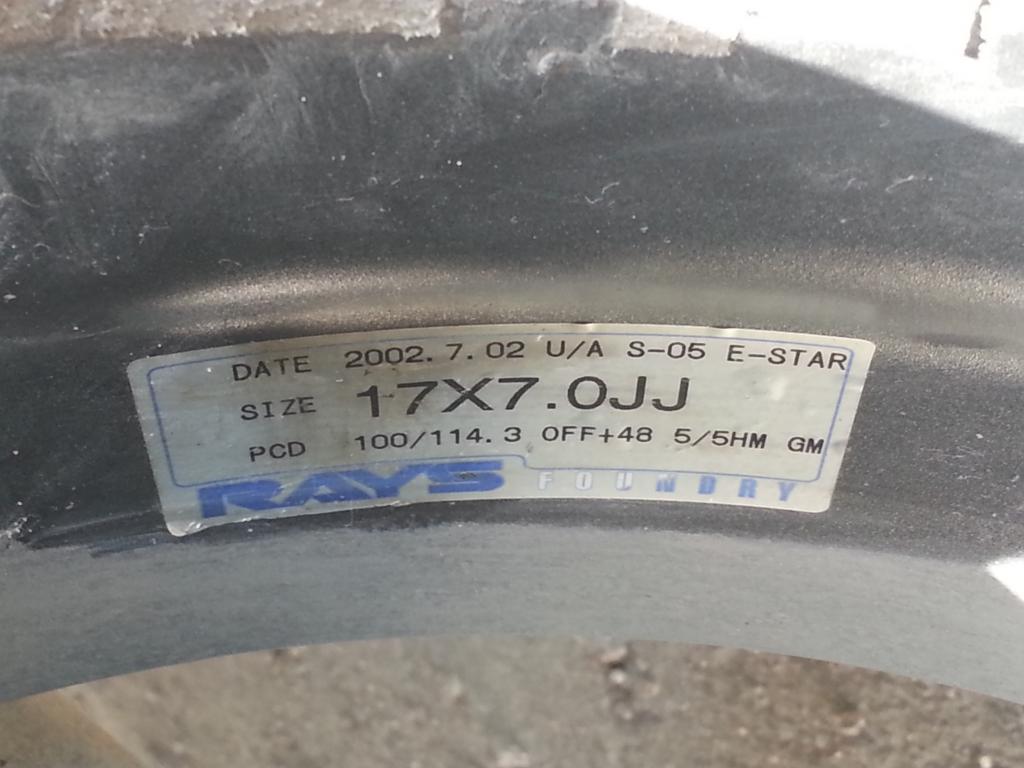 DATE 2002.7.02 U/A S-05 E-STAR
SIZE 17X7.0JJ
PCD 100/114.3 OFF+48 5/5HM GM
RAYS FOUNDRY